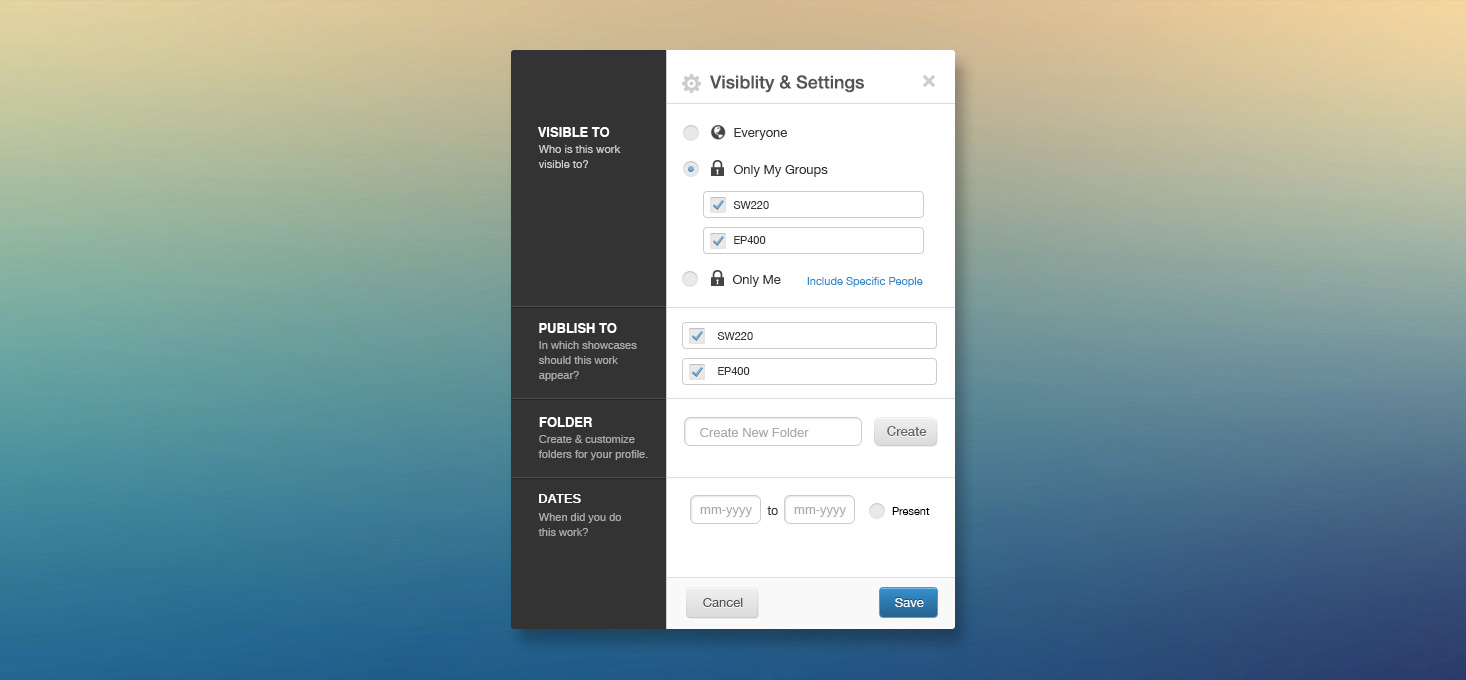 Visiblity & Settings
VISIBLE TO
Who is this work
visible to?
Everyone
Only My Groups
SW220
EP400
Only Me
Include Specific People
PUBLISH TO
In which showcases
should this work
appear?
SW220
EP400
FOLDER
Create & customize
folders for your profile.
Create New Folder
Create
DATES
When did you do
this work?
mm-yyyy to mm-yyyy Present
Cancel
Save